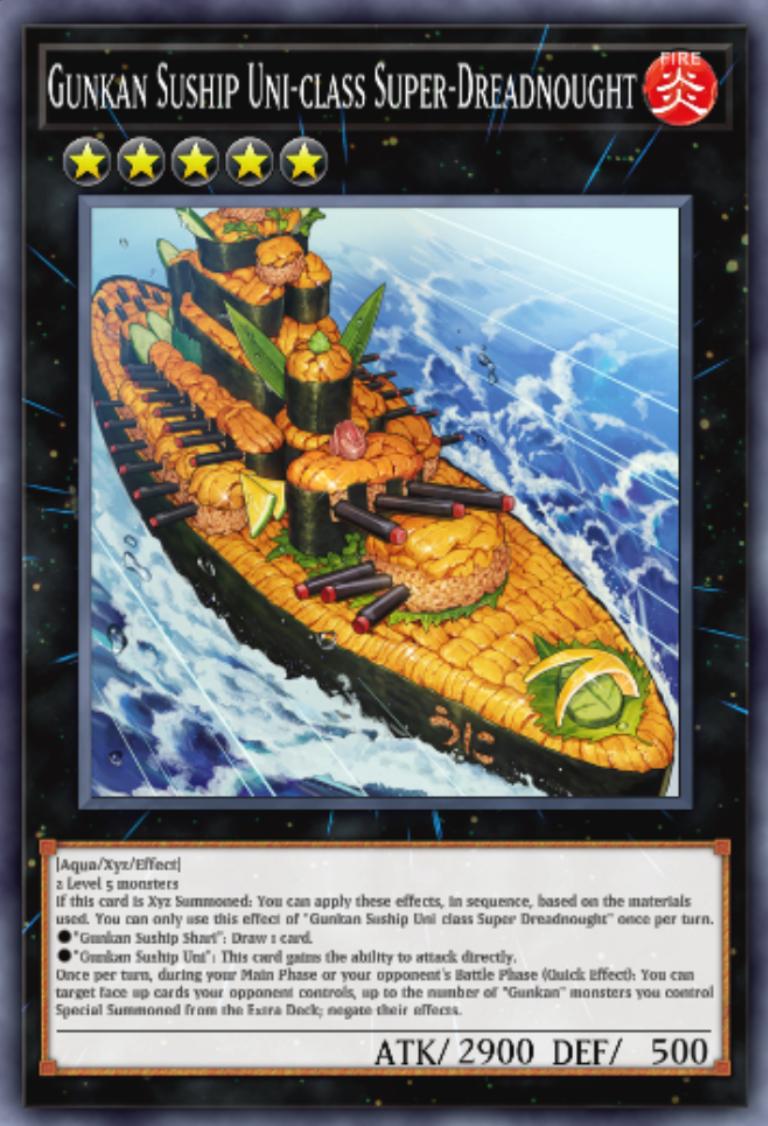 GUNKAN SUSHIP UNI-CLASS SUPER-DREADNOUGHT
FIRE
炎
うに
[Aqua/Xyz/Effect]
2 Level 5 monsters
If this card is Xyz Summoned: You can apply these effects, in sequence, based on the materials
used. You can only use this effect of "Gunkan Suship Uni class Super Dreadnought" once per turn.
●"Gunkan Suship Shari": Draw 1 card.
●"Gunkan Suship Uni": This card gains the ability to attack directly.
Once per turn, during your Main Phase or your opponent's Battle Phase (Quick Effect): You can
target face up cards your opponent controls, up to the number of "Gunkan" monsters you control
Special Summoned from the Extra Deck; negate their effects.
ATK/ 2900 DEF/ 500